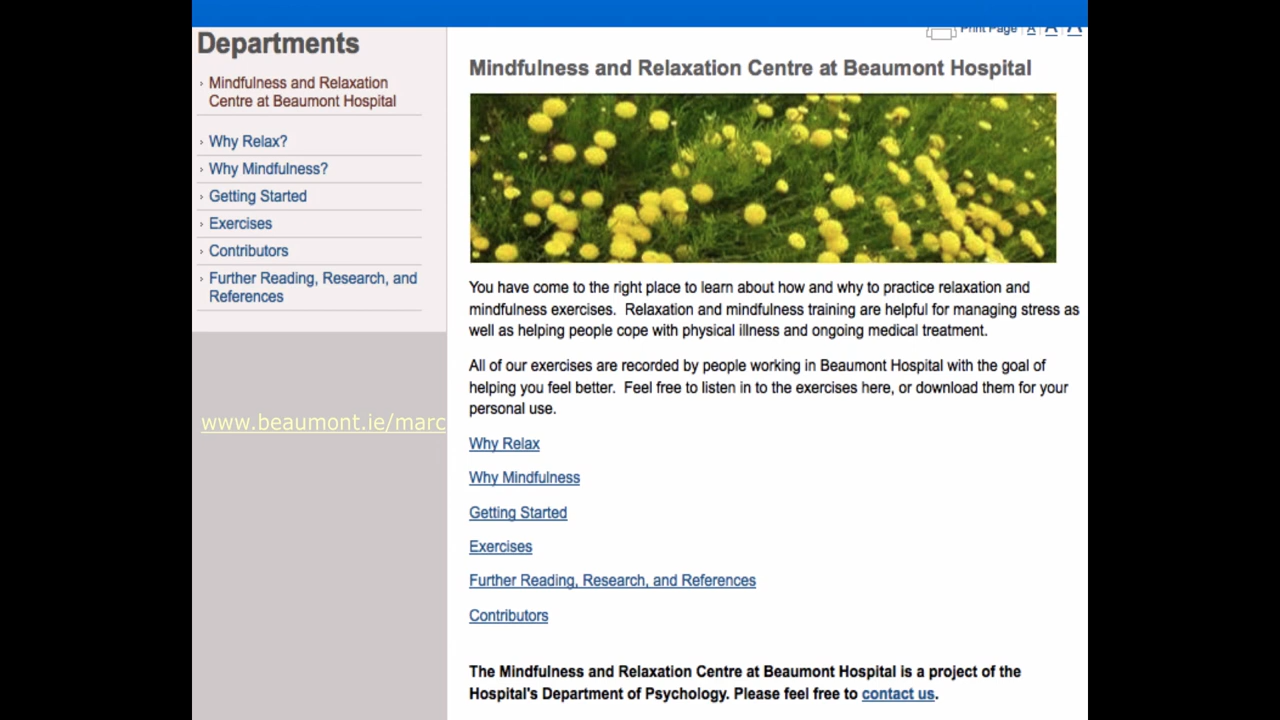 Print Page | A A A
Departments
› Mindfulness and Relaxation
Centre at Beaumont Hospital
› Why Relax?
› Why Mindfulness?
› Getting Started
› Exercises
› Contributors
› Further Reading, Research, and
References
www.beaumont.ie/marc
Mindfulness and Relaxation Centre at Beaumont Hospital
You have come to the right place to learn about how and why to practice relaxation and
mindfulness exercises.  Relaxation and mindfulness training are helpful for managing stress as
well as helping people cope with physical illness and ongoing medical treatment.
All of our exercises are recorded by people working in Beaumont Hospital with the goal of
helping you feel better.  Feel free to listen in to the exercises here, or download them for your
personal use.
Why Relax
Why Mindfulness
Getting Started
Exercises
Further Reading, Research, and References
Contributors
The Mindfulness and Relaxation Centre at Beaumont Hospital is a project of the
Hospital's Department of Psychology. Please feel free to contact us.